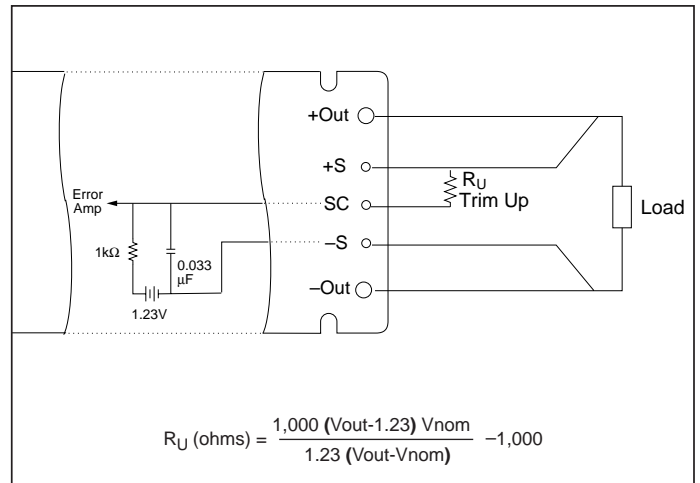 +Out
+S
RU
Trim Up
Error
Amp
SC
Load
1kΩ
0.033
μF
–S
1.23V
–Out
RU (ohms) = 1,000 (Vout-1.23) Vnom / 1.23 (Vout-Vnom) –1,000